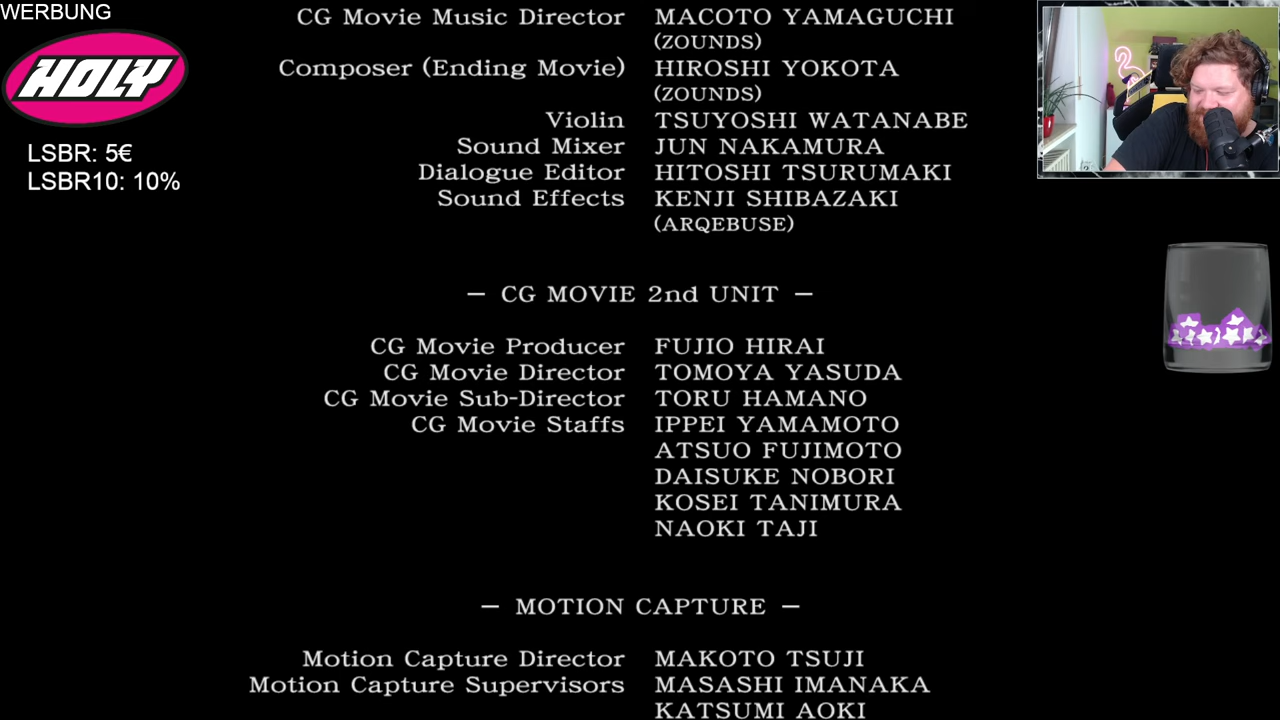 WERBUNG
HOLY
LSBR: 5€
LSBR10: 10%
CG Movie Music Director MACOTO YAMAGUCHI
(ZOUNDS)
Composer (Ending Movie) HIROSHI YOKOTA
(ZOUNDS)
Violin TSUYOSHI WATANABE
Sound Mixer JUN NAKAMURA
Dialogue Editor HITOSHI TSURUMAKI
Sound Effects KENJI SHIBAZAKI
(ARQEBUSE)
— CG MOVIE 2nd UNIT —
CG Movie Producer FUJIO HIRAI
CG Movie Director TOMOYA YASUDA
CG Movie Sub-Director TORU HAMANO
CG Movie Staffs IPPEI YAMAMOTO
ATSUO FUJIMOTO
DAISUKE NOBORI
KOSEI TANIMURA
NAOKI TAJI
— MOTION CAPTURE —
Motion Capture Director MAKOTO TSUJI
Motion Capture Supervisors MASASHI IMANAKA
KATSUMI AOKI